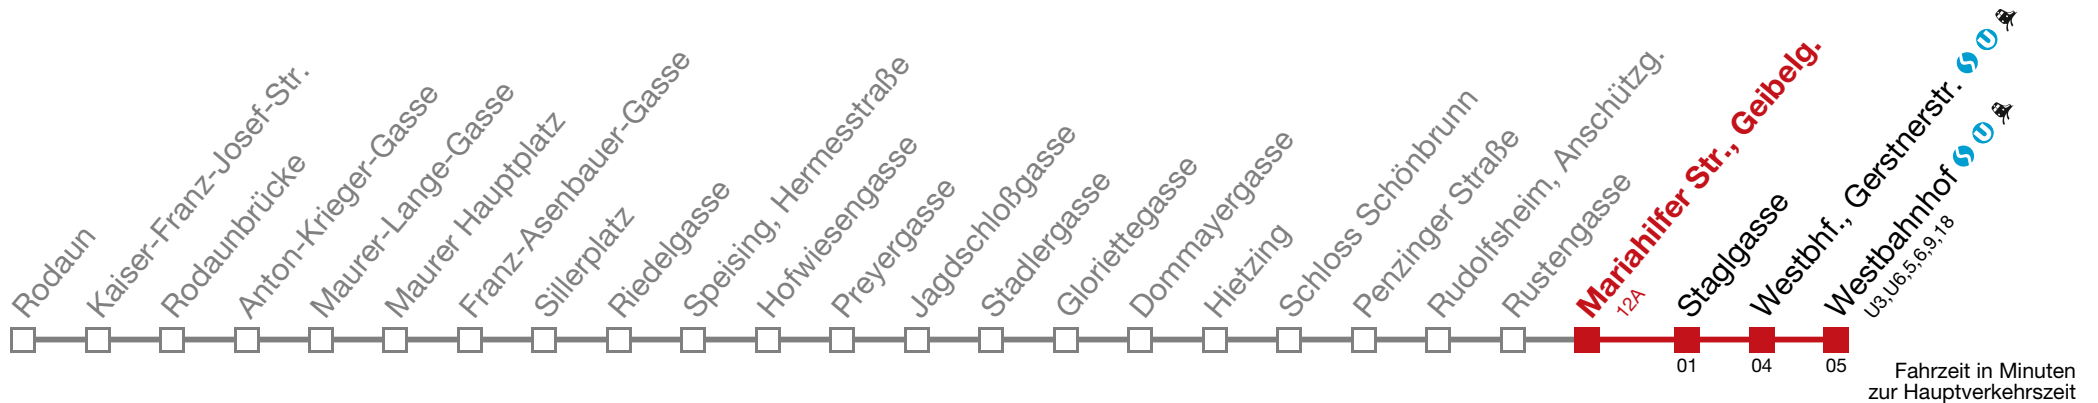 Rodaun
Kaiser-Franz-Josef-Str.
Rodaunbrücke
Anton-Krieger-Gasse
Maurer-Lange-Gasse
Maurer Hauptplatz
Franz-Asenbauer-Gasse
Sillerplatz
Riedelgasse
Speising, Hermesstraße
Hofwiesengasse
Preyergasse
Jagdschloßgasse
Stadlergasse
Gloriettegasse
Dommayergasse
Hietzing
Schloss Schönbrunn
Penzinger Straße
Rudolfsheim, Anschützg.
Rustengasse
Mariahilfer Str., Geibelg.
12A
Staglgasse
Westbhf., Gerstnerstr.
Westbahnhof
U3,U6,5,6,9,18
01
04
05
Fahrzeit in Minuten
zur Hauptverkehrszeit